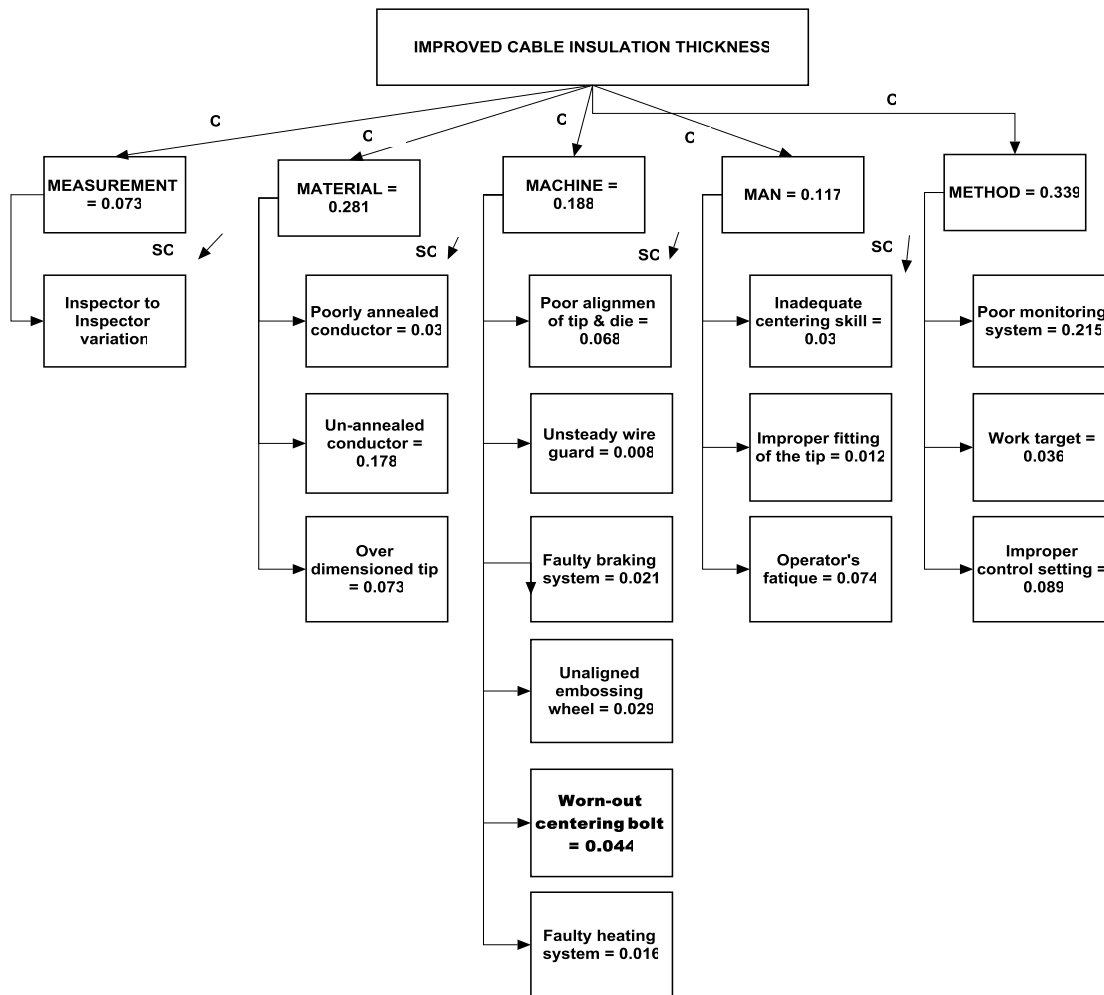 IMPROVED CABLE INSULATION THICKNESS
C
C
C
C
C
MEASUREMENT
= 0.073
MATERIAL =
0.281
MACHINE =
0.188
MAN = 0.117
METHOD = 0.339
SC
SC
SC
SC
Inspector to
Inspector
variation
Poorly annealed
conductor = 0.03
Un-annealed
conductor =
0.178
Over
dimensioned tip
= 0.073
Poor alignmen
of tip & die =
0.068
Unsteady wire
guard = 0.008
Faulty braking
system = 0.021
Unaligned
embossing
wheel = 0.029
Worn-out
centering bolt
= 0.044
Faulty heating
system = 0.016
Inadequate
centering skill =
0.03
Improper fitting
of the tip = 0.012
Operator's
fatique = 0.074
Poor monitoring
system = 0.215
Work target =
0.036
Improper
control setting =
0.089